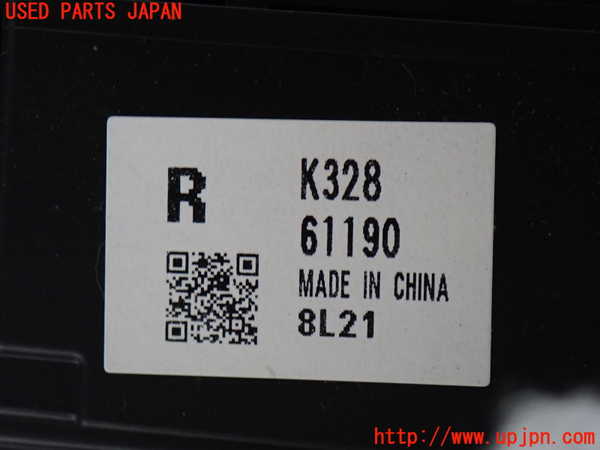 USED PARTS JAPAN
R
K328
61190
MADE IN CHINA
8L21
http://www.upjpn.com/